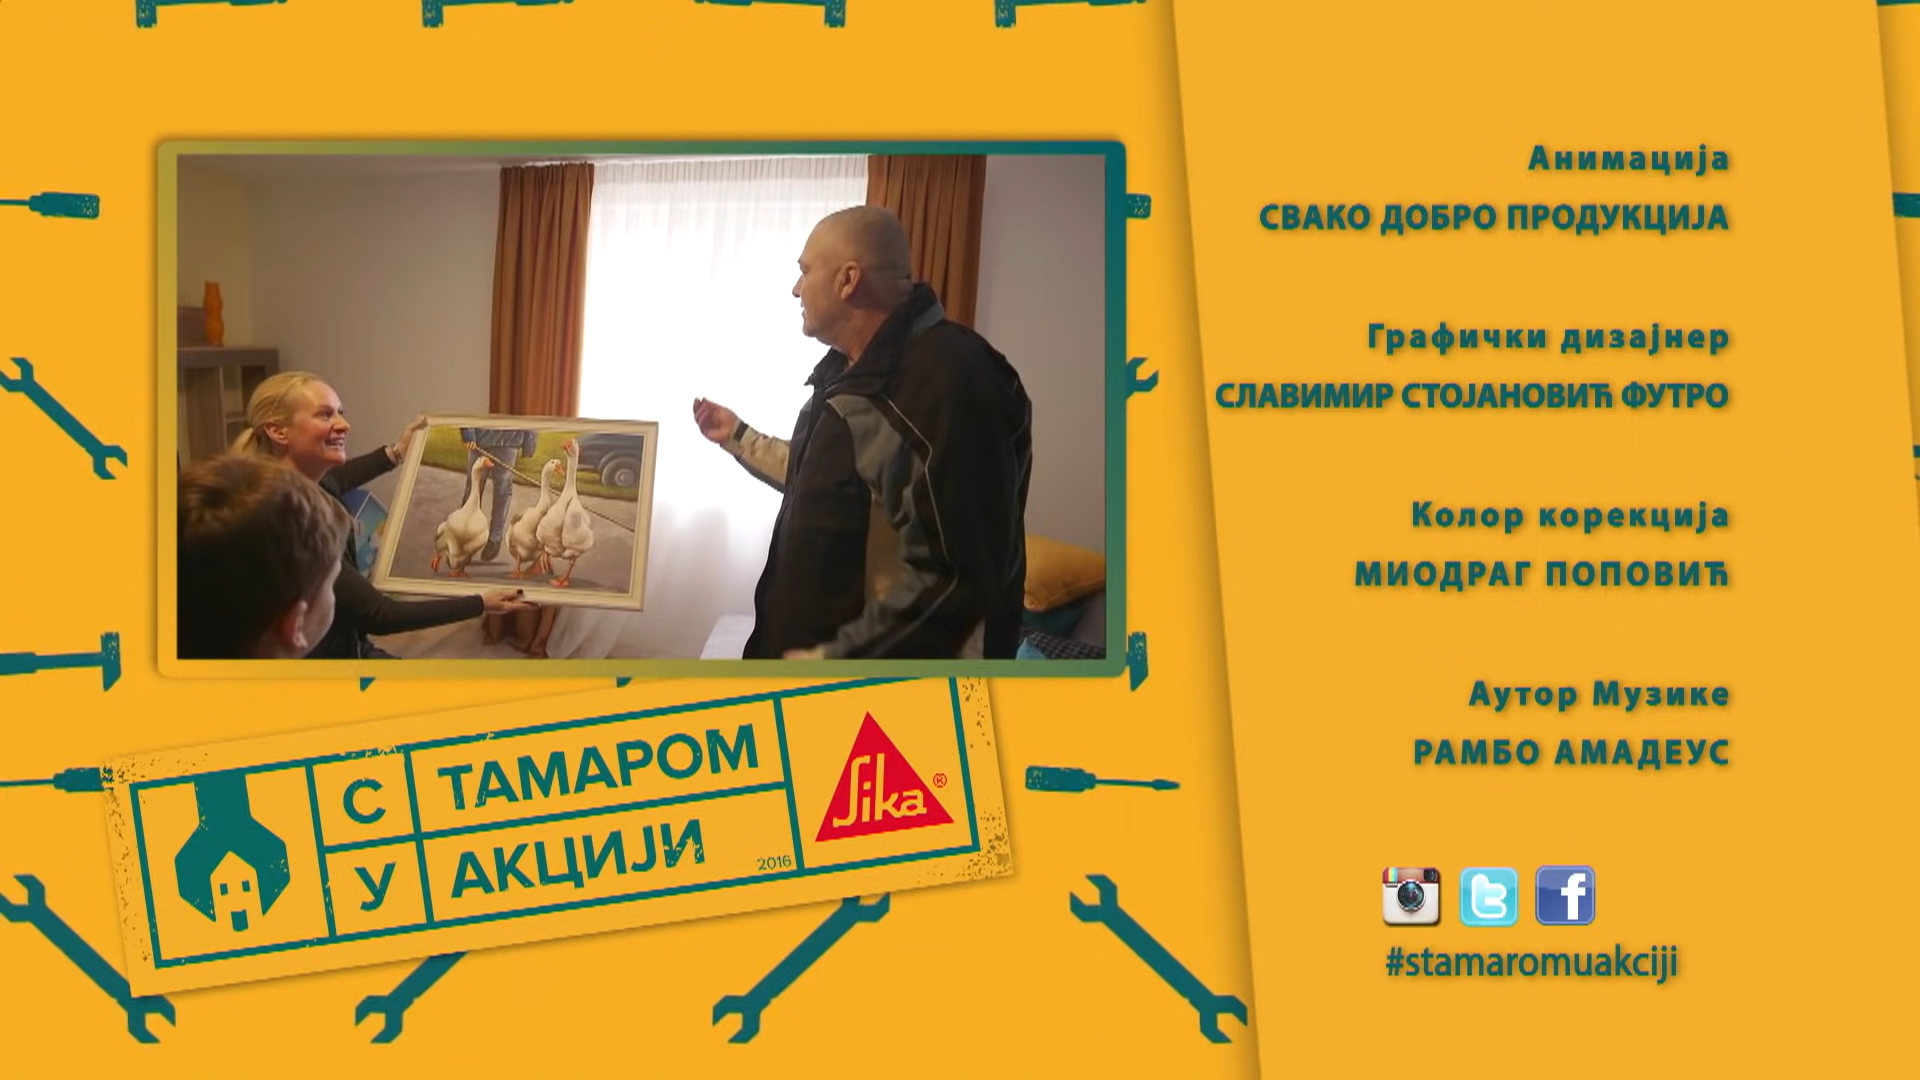 Анимација
СВАКО ДОБРО ПРОДУКЦИЈА
Графички дизајнер
СЛАВИМИР СТОЈАНОВИЋ ФУТРО
Колор корекција
МИОДРАГ ПОПОВИЋ
Аутор Музике
РАМБО АМАДЕУС
#stamaromuakciji
С ТАМАРОМ
У АКЦИЈИ
2016
Sika®